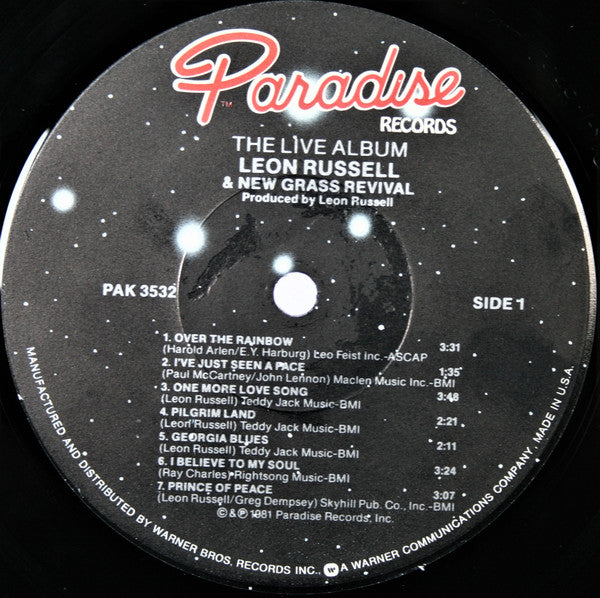 Paradise
TM
RECORDS
THE LIVE ALBUM
LEON RUSSELL
& NEW GRASS REVIVAL
Produced by Leon Russell
PAK 3532
SIDE 1
1. OVER THE RAINBOW
(Harold Arlen/E.Y. Harburg) Leo Feist Inc.-ASCAP 3:31
2. I'VE JUST SEEN A FACE
(Paul McCartney/John Lennon) Maclen Music Inc.-BMI 1:35
3. ONE MORE LOVE SONG
(Leon Russell) Teddy Jack Music-BMI 3:48
4. PILGRIM LAND
(Leon Russell) Teddy Jack Music-BMI 2:21
5. GEORGIA BLUES
(Leon Russell) Teddy Jack Music-BMI 2:11
6. I BELIEVE TO MY SOUL
(Ray Charles) Rightsong Music-BMI 3:24
7. PRINCE OF PEACE
(Leon Russell/Greg Dempsey) Skyhill Pub. Co., Inc.-BMI 3:07
©&Ⓟ 1981 Paradise Records, Inc.
MANUFACTURED AND DISTRIBUTED BY WARNER BROS. RECORDS INC., W A WARNER COMMUNICATIONS COMPANY. MADE IN U.S.A.